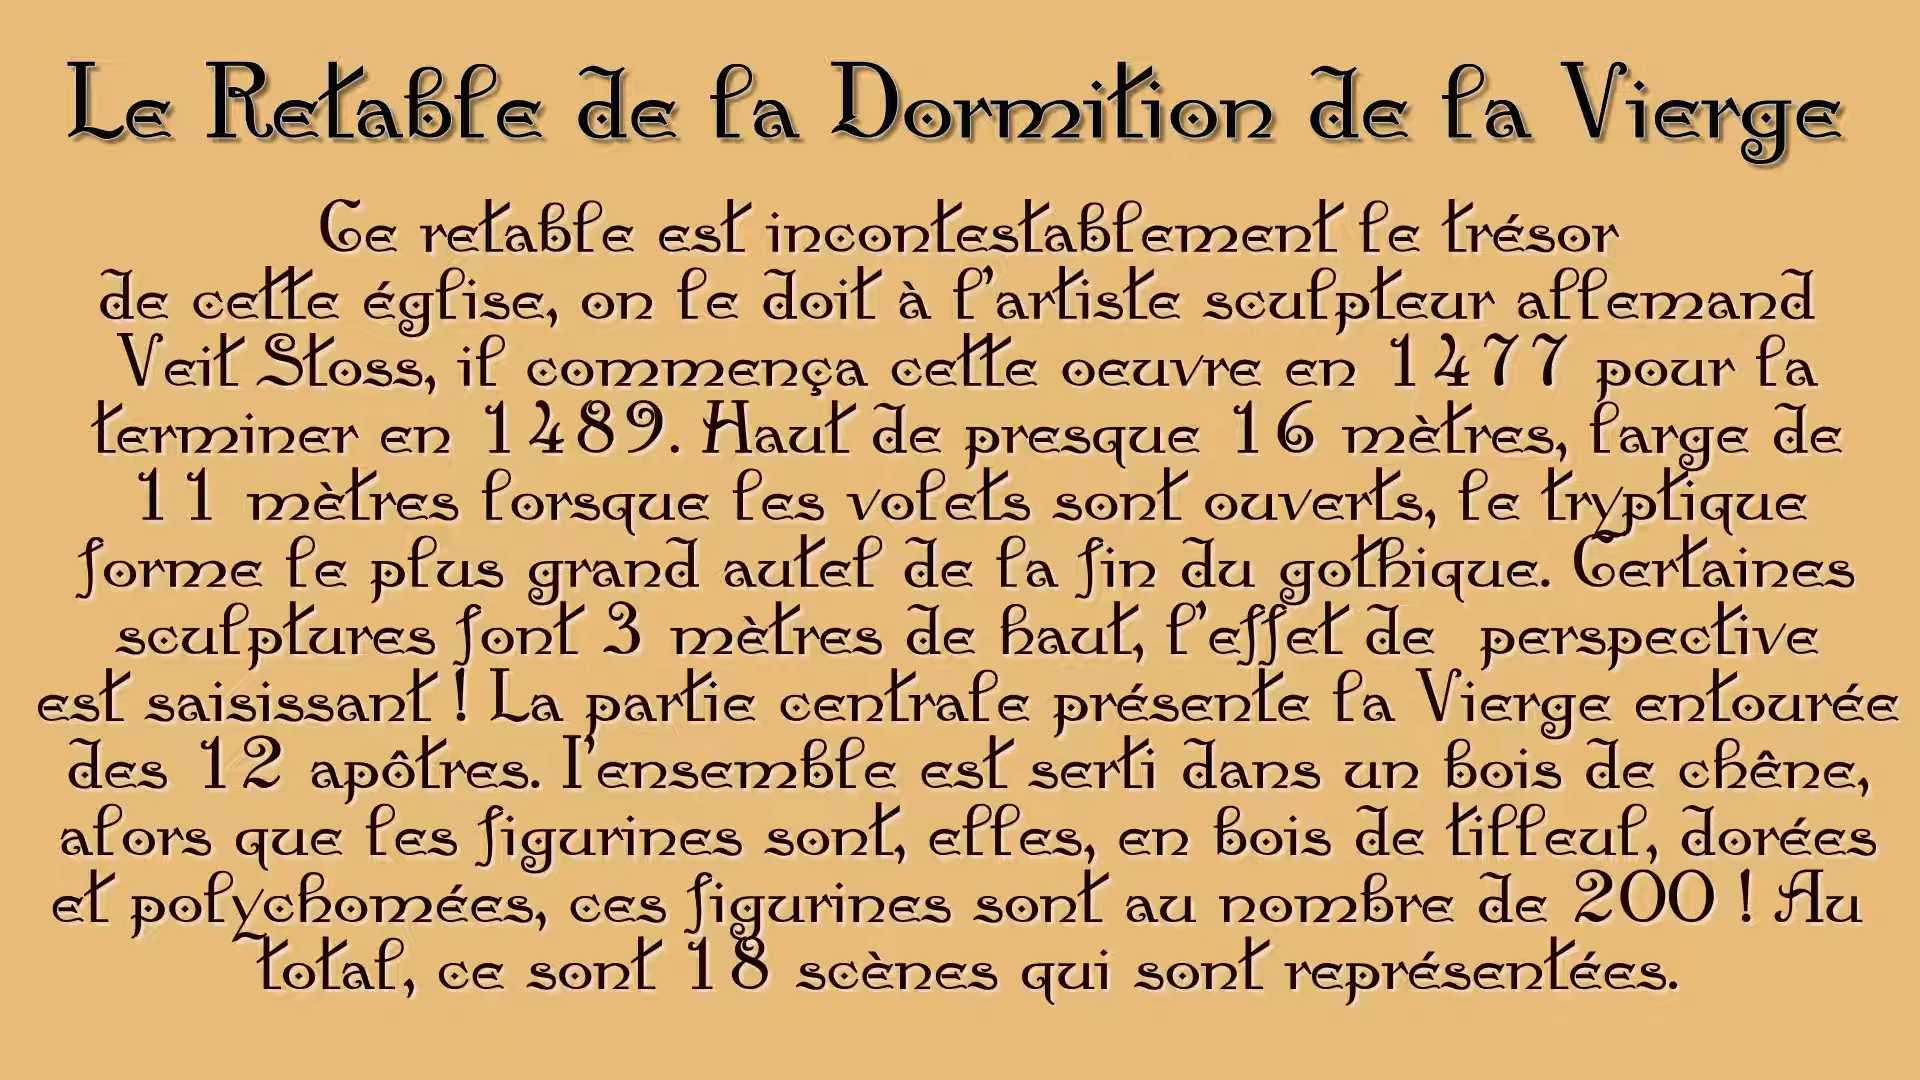 Le Retable de la Dormition de la Vierge
Ce retable est incontestablement le trésor
de cette église, on le doit à l'artiste sculpteur allemand
Veit Stoss, il commença cette oeuvre en 1477 pour la
terminer en 1489. Haut de presque 16 mètres, large de
11 mètres lorsque les volets sont ouverts, le tryptique
forme le plus grand autel de la fin du gothique. Certaines
sculptures font 3 mètres de haut, l'effet de perspective
est saisissant ! La partie centrale présente la Vierge entourée
des 12 apôtres. I'ensemble est serti dans un bois de chêne,
alors que les figurines sont, elles, en bois de tilleul, dorées
et polychomées, ces figurines sont au nombre de 200 ! Au
total, ce sont 18 scènes qui sont représentées.